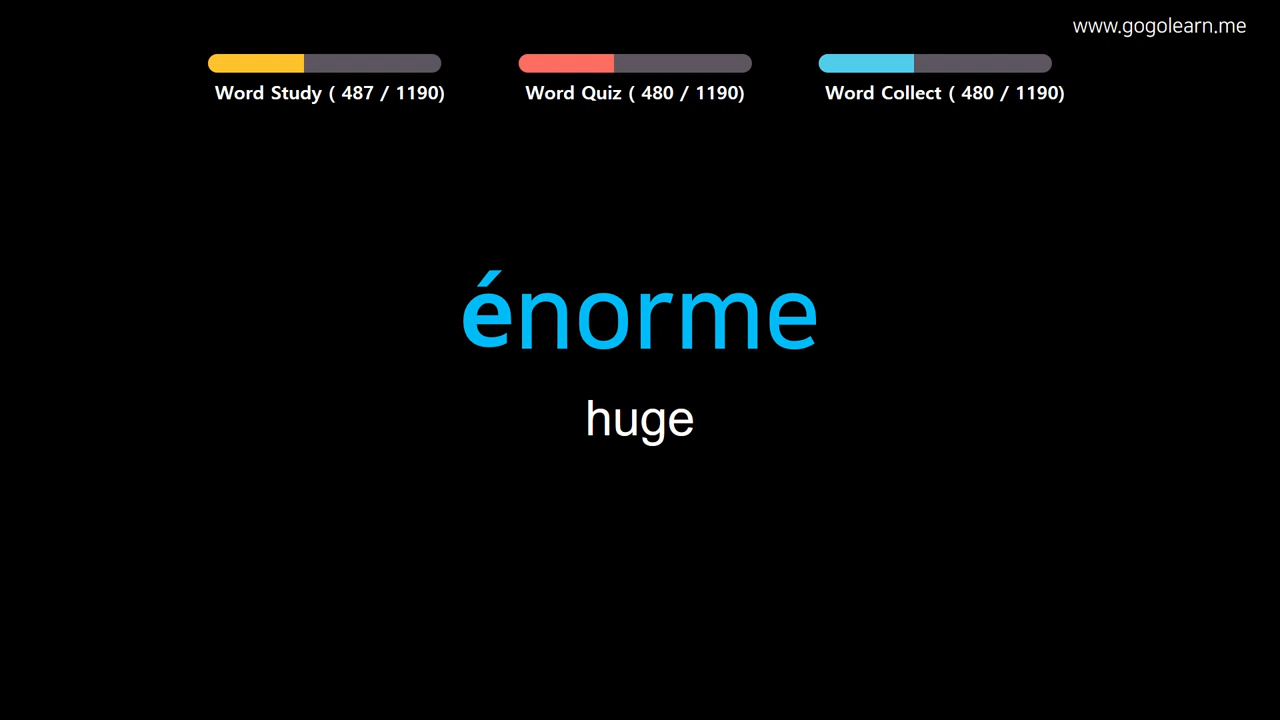 www.gogolearn.me
Word Study ( 487 / 1190)
Word Quiz ( 480 / 1190)
Word Collect ( 480 / 1190)
énorme
huge